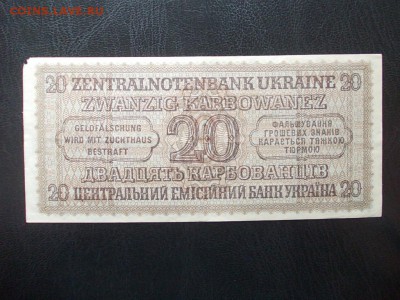 COINS.LAVE.RU
20 ZENTRALNOTENBANK UKRAINE 20
ZWANZIG KARBOWANEZ
GELDFÄLSCHUNG
WIRD MIT ZUCHTHAUS
BESTRAFT
20
ФАЛЬШУВАННЯ
ГРОШЕВИХ ЗНАКІВ
КАРАЄТЬСЯ ТЯЖКОЮ
ТЮРМОЮ
ДВАДЦЯТЬ КАРБОВАНЦІВ
20 ЦЕНТРАЛЬНИЙ ЕМІСІЙНИЙ БАНК УКРАЇНА 20